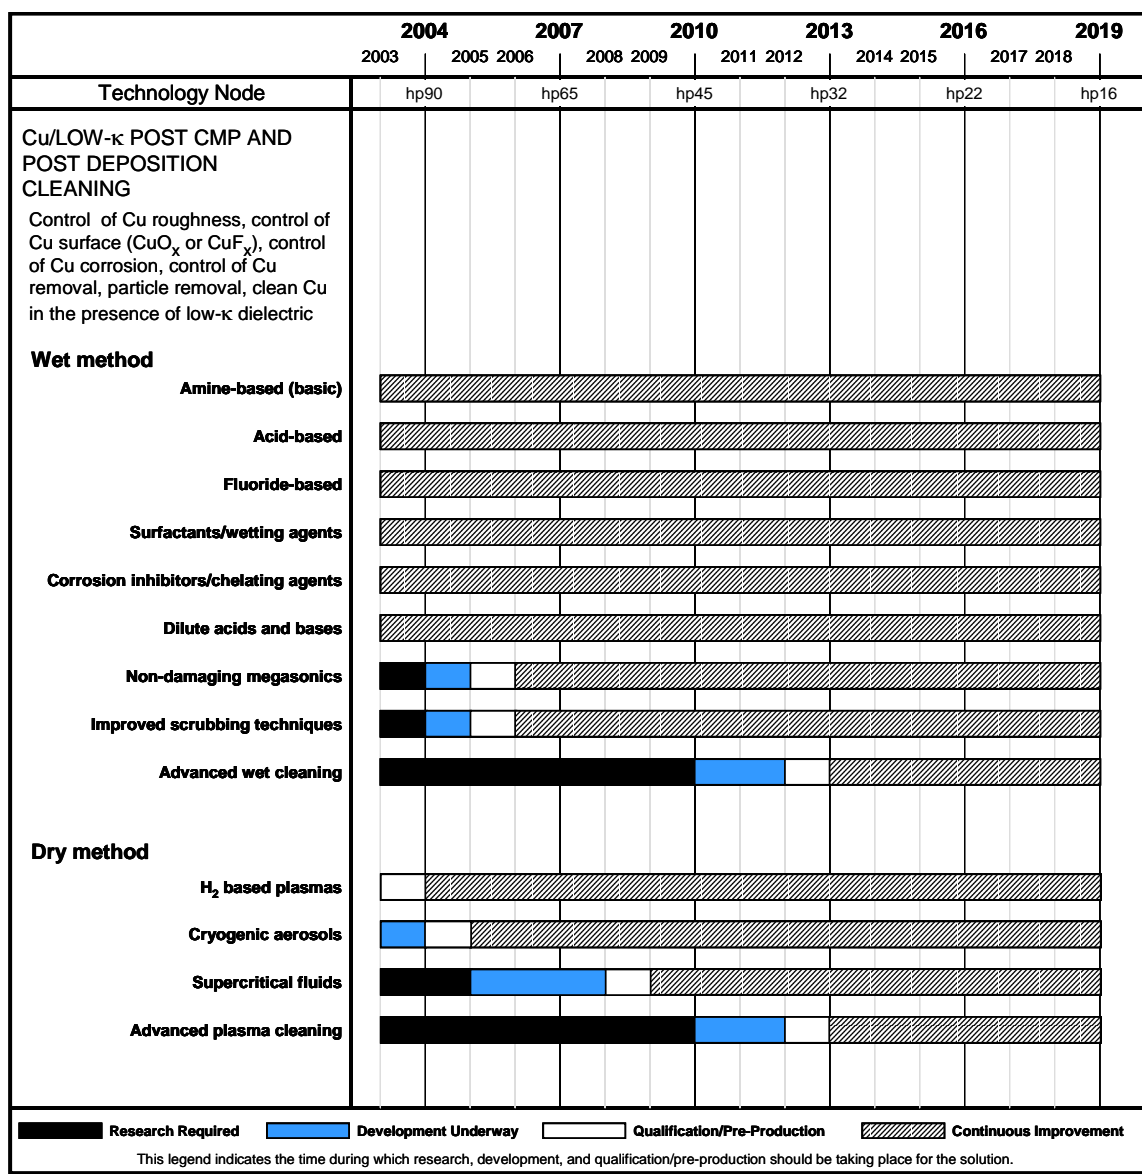 2004 2007 2010 2013 2016 2019
2003 2005 2006 2008 2009 2011 2012 2014 2015 2017 2018
Technology Node hp90 hp65 hp45 hp32 hp22 hp16
Cu/LOW-κ POST CMP AND
POST DEPOSITION
CLEANING
Control of Cu roughness, control of
Cu surface (CuOx or CuFx), control
of Cu corrosion, control of Cu
removal, particle removal, clean Cu
in the presence of low-κ dielectric
Wet method
Amine-based (basic)
Acid-based
Fluoride-based
Surfactants/wetting agents
Corrosion inhibitors/chelating agents
Dilute acids and bases
Non-damaging megasonics
Improved scrubbing techniques
Advanced wet cleaning
Dry method
H2 based plasmas
Cryogenic aerosols
Supercritical fluids
Advanced plasma cleaning
Research Required Development Underway Qualification/Pre-Production Continuous Improvement
This legend indicates the time during which research, development, and qualification/pre-production should be taking place for the solution.